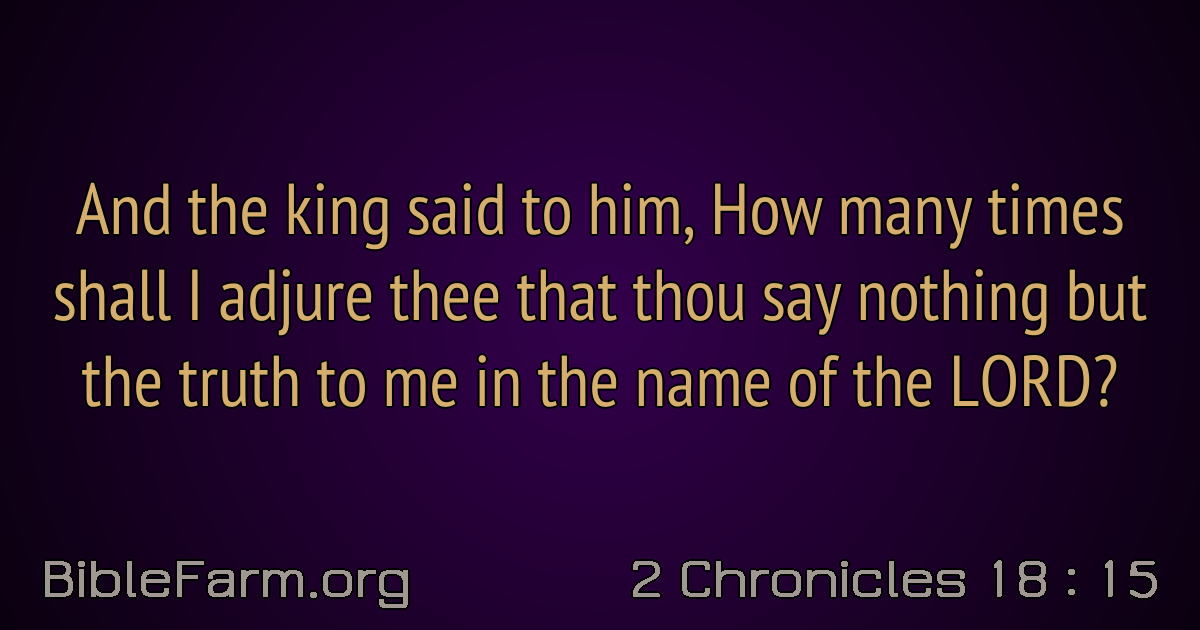 And the king said to him, How many times
shall I adjure thee that thou say nothing but
the truth to me in the name of the LORD?
BibleFarm.org
2 Chronicles 18 : 15